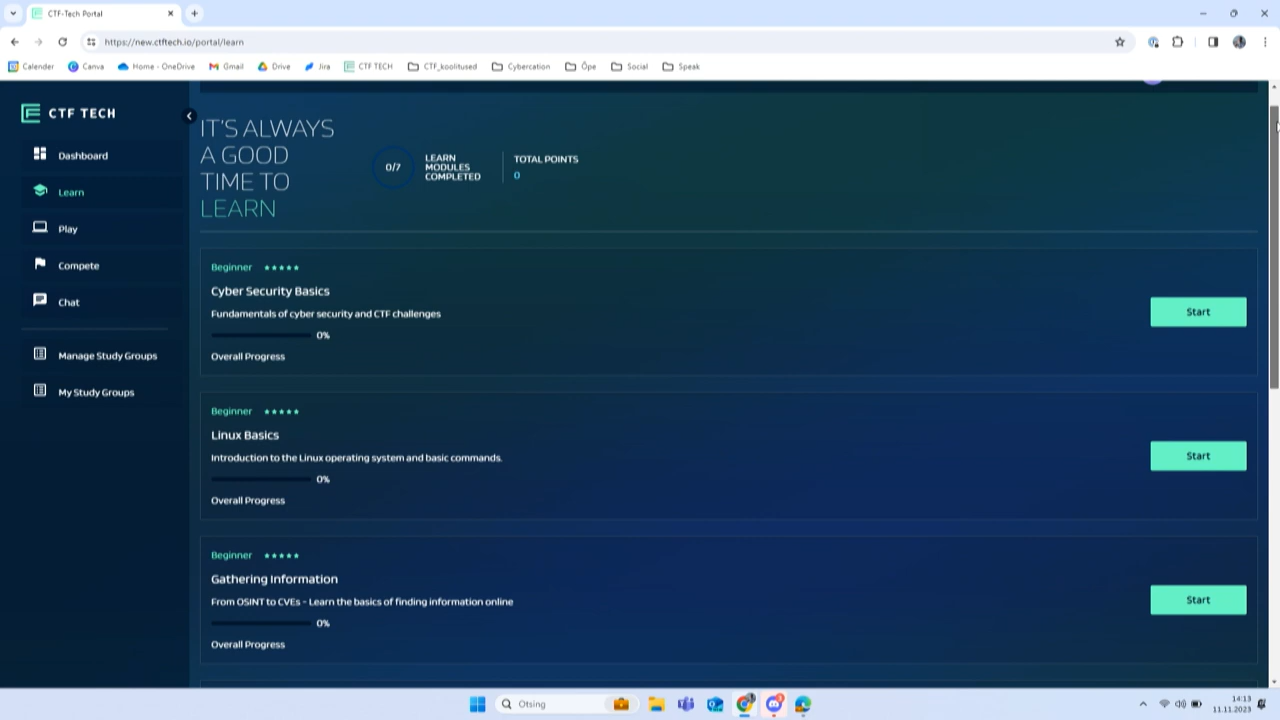 CTF-Tech Portal
https://new.ctftech.io/portal/learn
Calender Canva Home - OneDrive Gmail Drive Jira CTF TECH CTF_koolitused Cybercation Õpe Social Speak
CTF TECH
Dashboard
Learn
Play
Compete
Chat
Manage Study Groups
My Study Groups
IT'S ALWAYS
A GOOD
TIME TO
LEARN
0/7
LEARN
MODULES
COMPLETED
TOTAL POINTS
0
Beginner
Cyber Security Basics
Fundamentals of cyber security and CTF challenges
0%
Overall Progress
Start
Beginner
Linux Basics
Introduction to the Linux operating system and basic commands.
0%
Overall Progress
Start
Beginner
Gathering Information
From OSINT to CVEs - Learn the basics of finding information online
0%
Overall Progress
Start
Otsing
14:13
11.11.2023